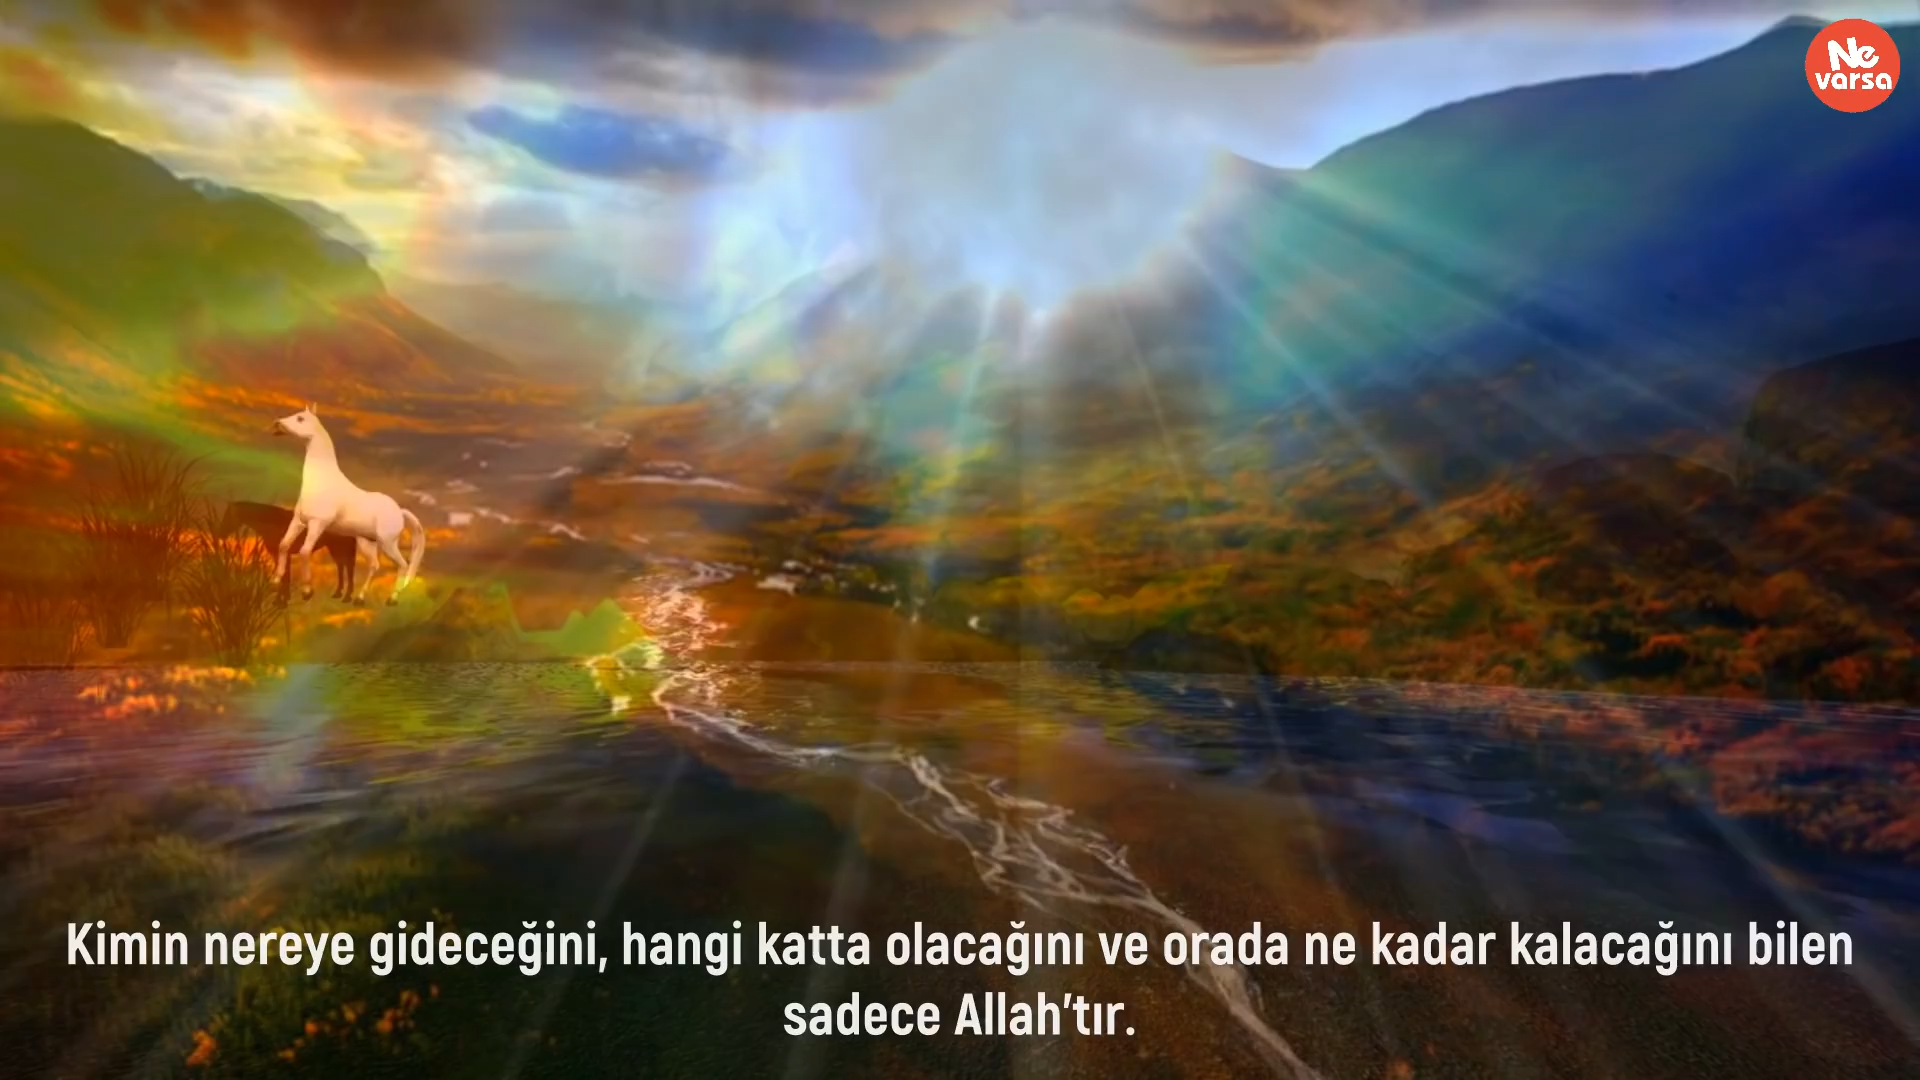 Ne
varsa
Kimin nereye gideceğini, hangi katta olacağını ve orada ne kadar kalacağını bilen
sadece Allah'tır.